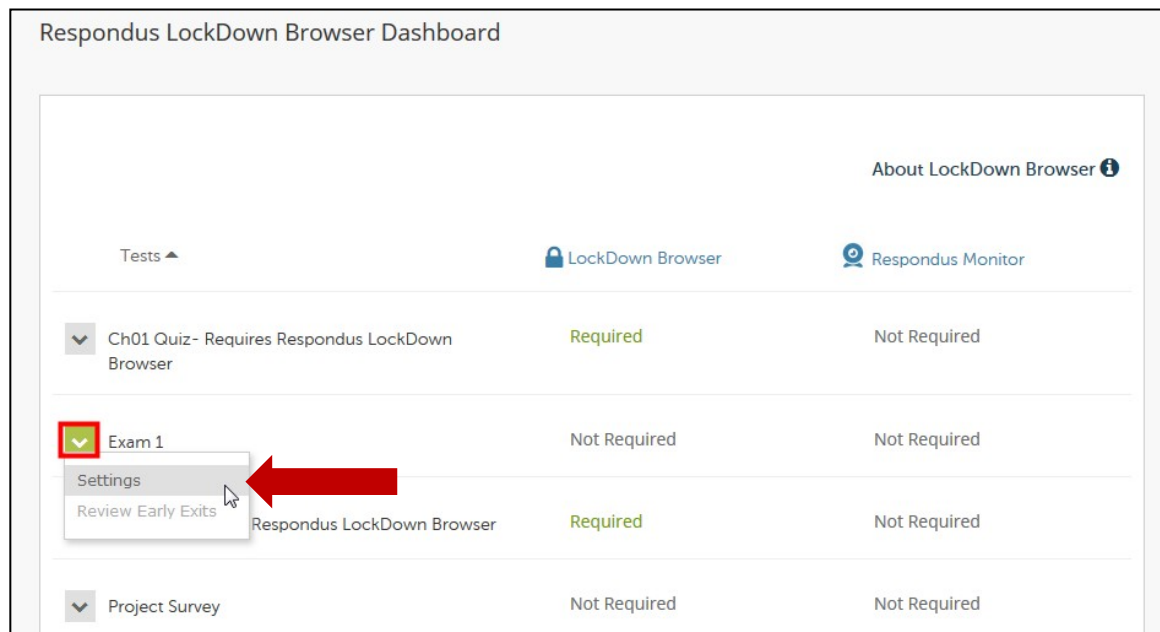 Respondus LockDown Browser Dashboard
About LockDown Browser
Tests
LockDown Browser
Respondus Monitor
Ch01 Quiz- Requires Respondus LockDown
Browser
Required
Not Required
Exam 1
Not Required
Not Required
Settings
Review Early Exits
Respondus LockDown Browser
Required
Not Required
Project Survey
Not Required
Not Required